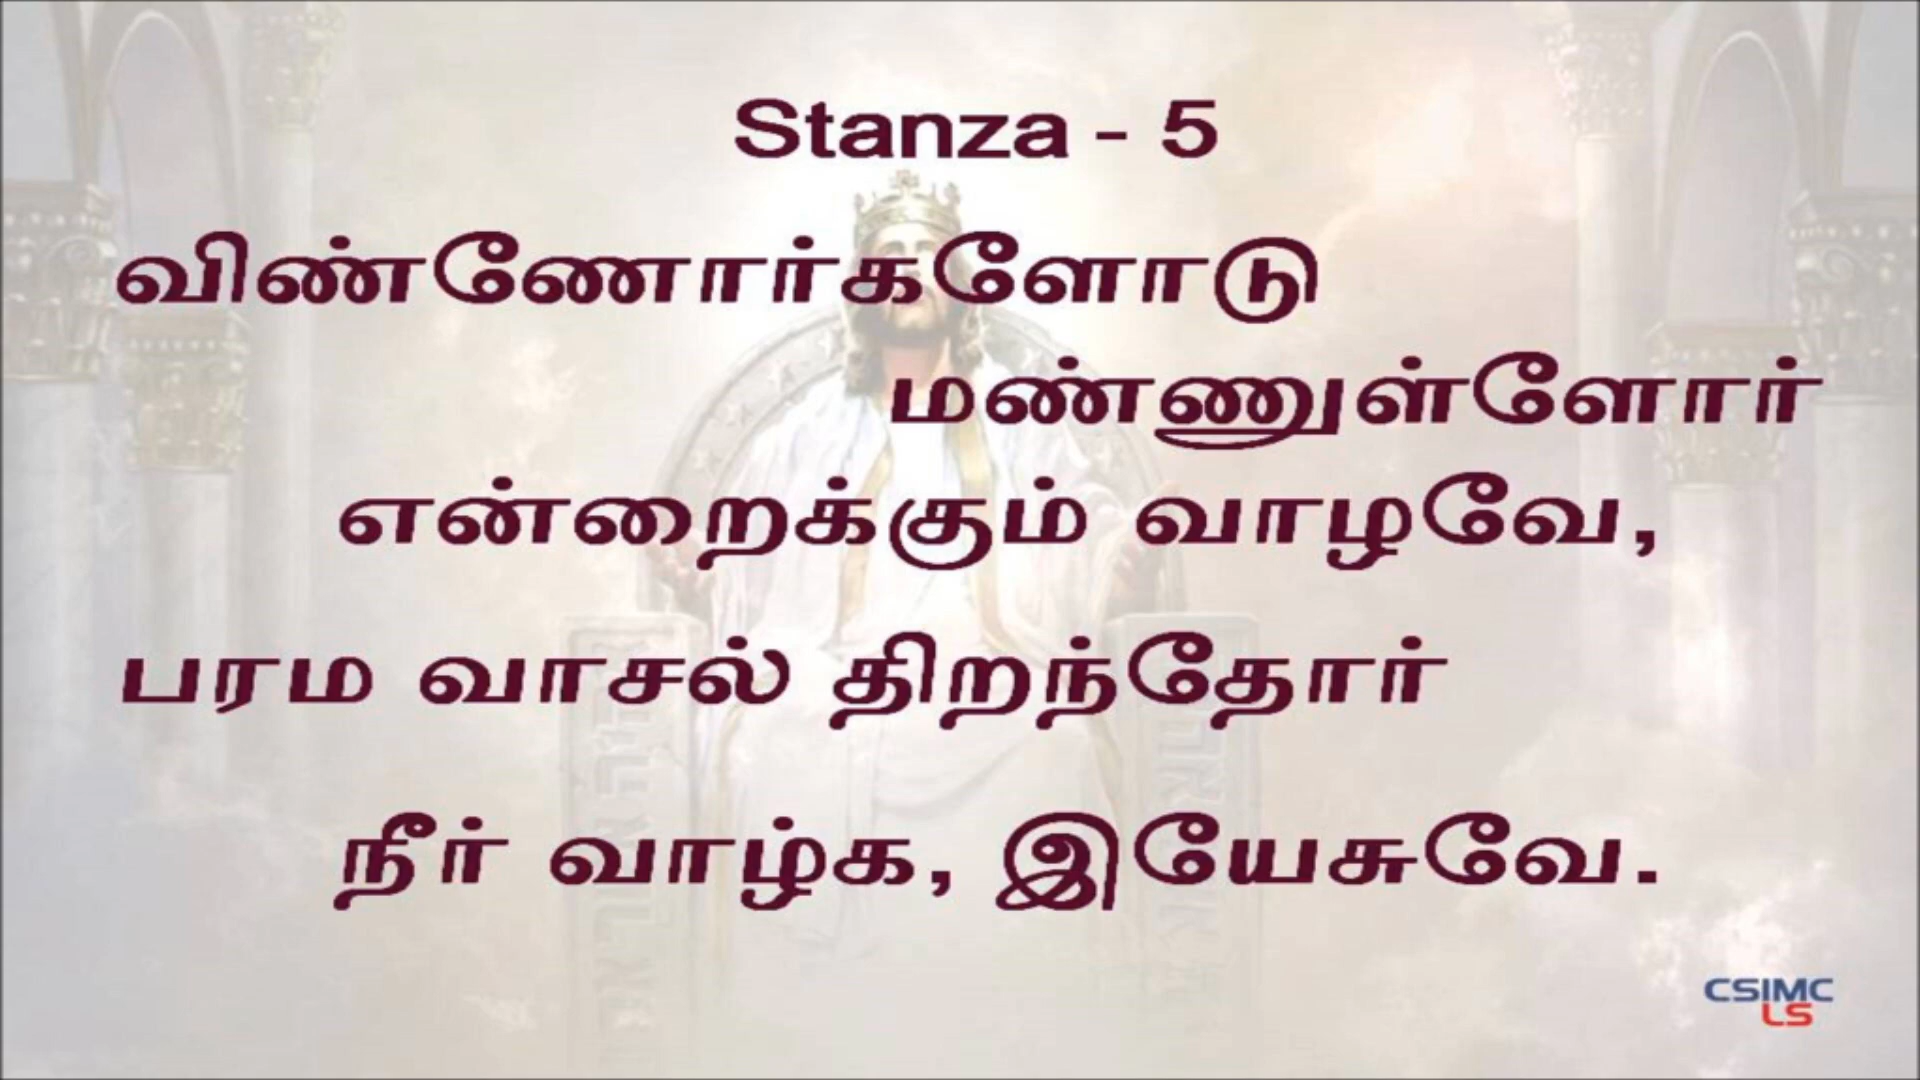 Stanza - 5
விண்ணோர்களோடு
மண்ணுள்ளோர்
என்றைக்கும் வாழவே,
பரம வாசல் திறந்தோர்
நீர் வாழ்க, இயேசுவே.
CSIMC
LS